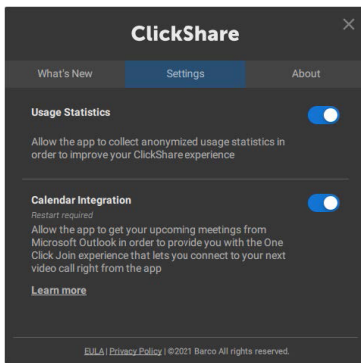 ClickShare
What's New Settings About
Usage Statistics
Allow the app to collect anonymized usage statistics in
order to improve your ClickShare experience
Calendar Integration
Restart required
Allow the app to get your upcoming meetings from
Microsoft Outlook in order to provide you with the One
Click Join experience that lets you connect to your next
video call right from the app
Learn more
EULA | Privacy Policy | ©2021 Barco All rights reserved.